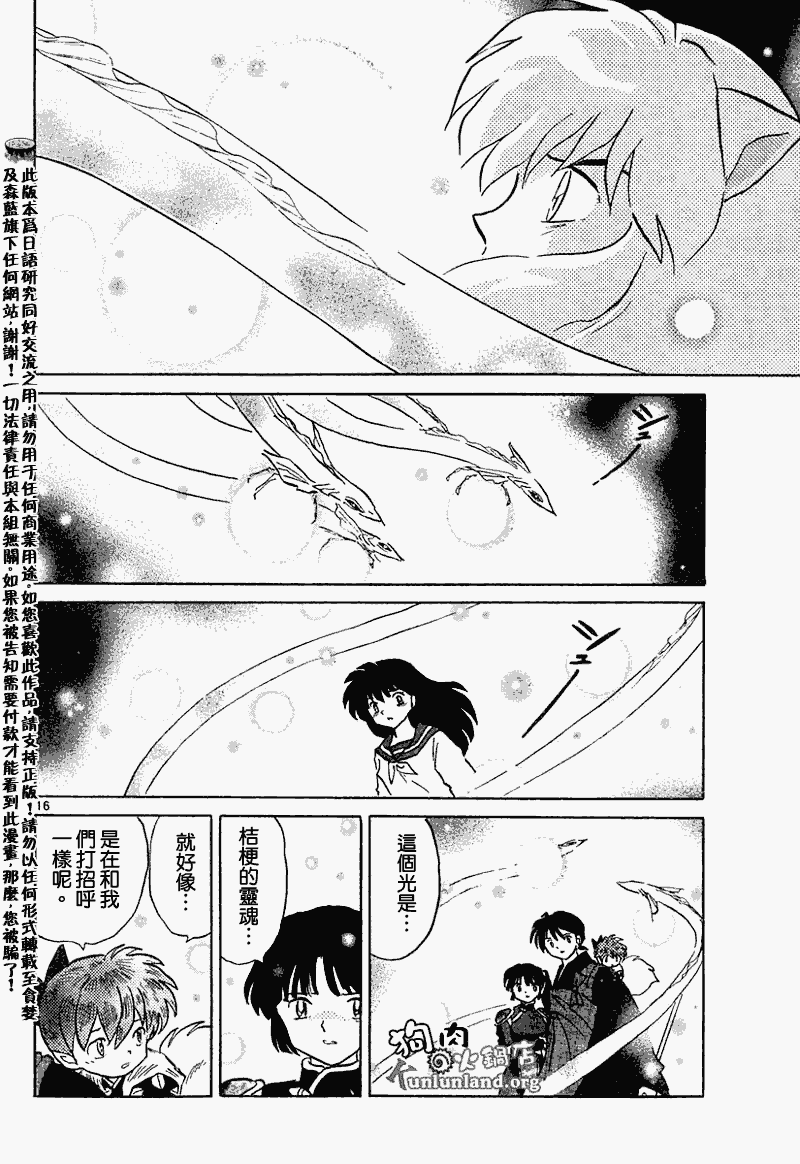 此版本爲日語研究同好交流之用,請勿用于任何商業用途。如您喜歡此作品,請支持正版!請勿以任何形式轉載至貪婪
及森藍旗下任何網站,謝謝!一切法律責任與本組無關。如果您被告知需要付款才能看到此漫畫,那麼,您被騙了!
16
這個光是…
桔梗的靈魂…
就好像…
是在和我
們打招呼
一樣呢。
狗肉
火鍋店
Kunlunland.org